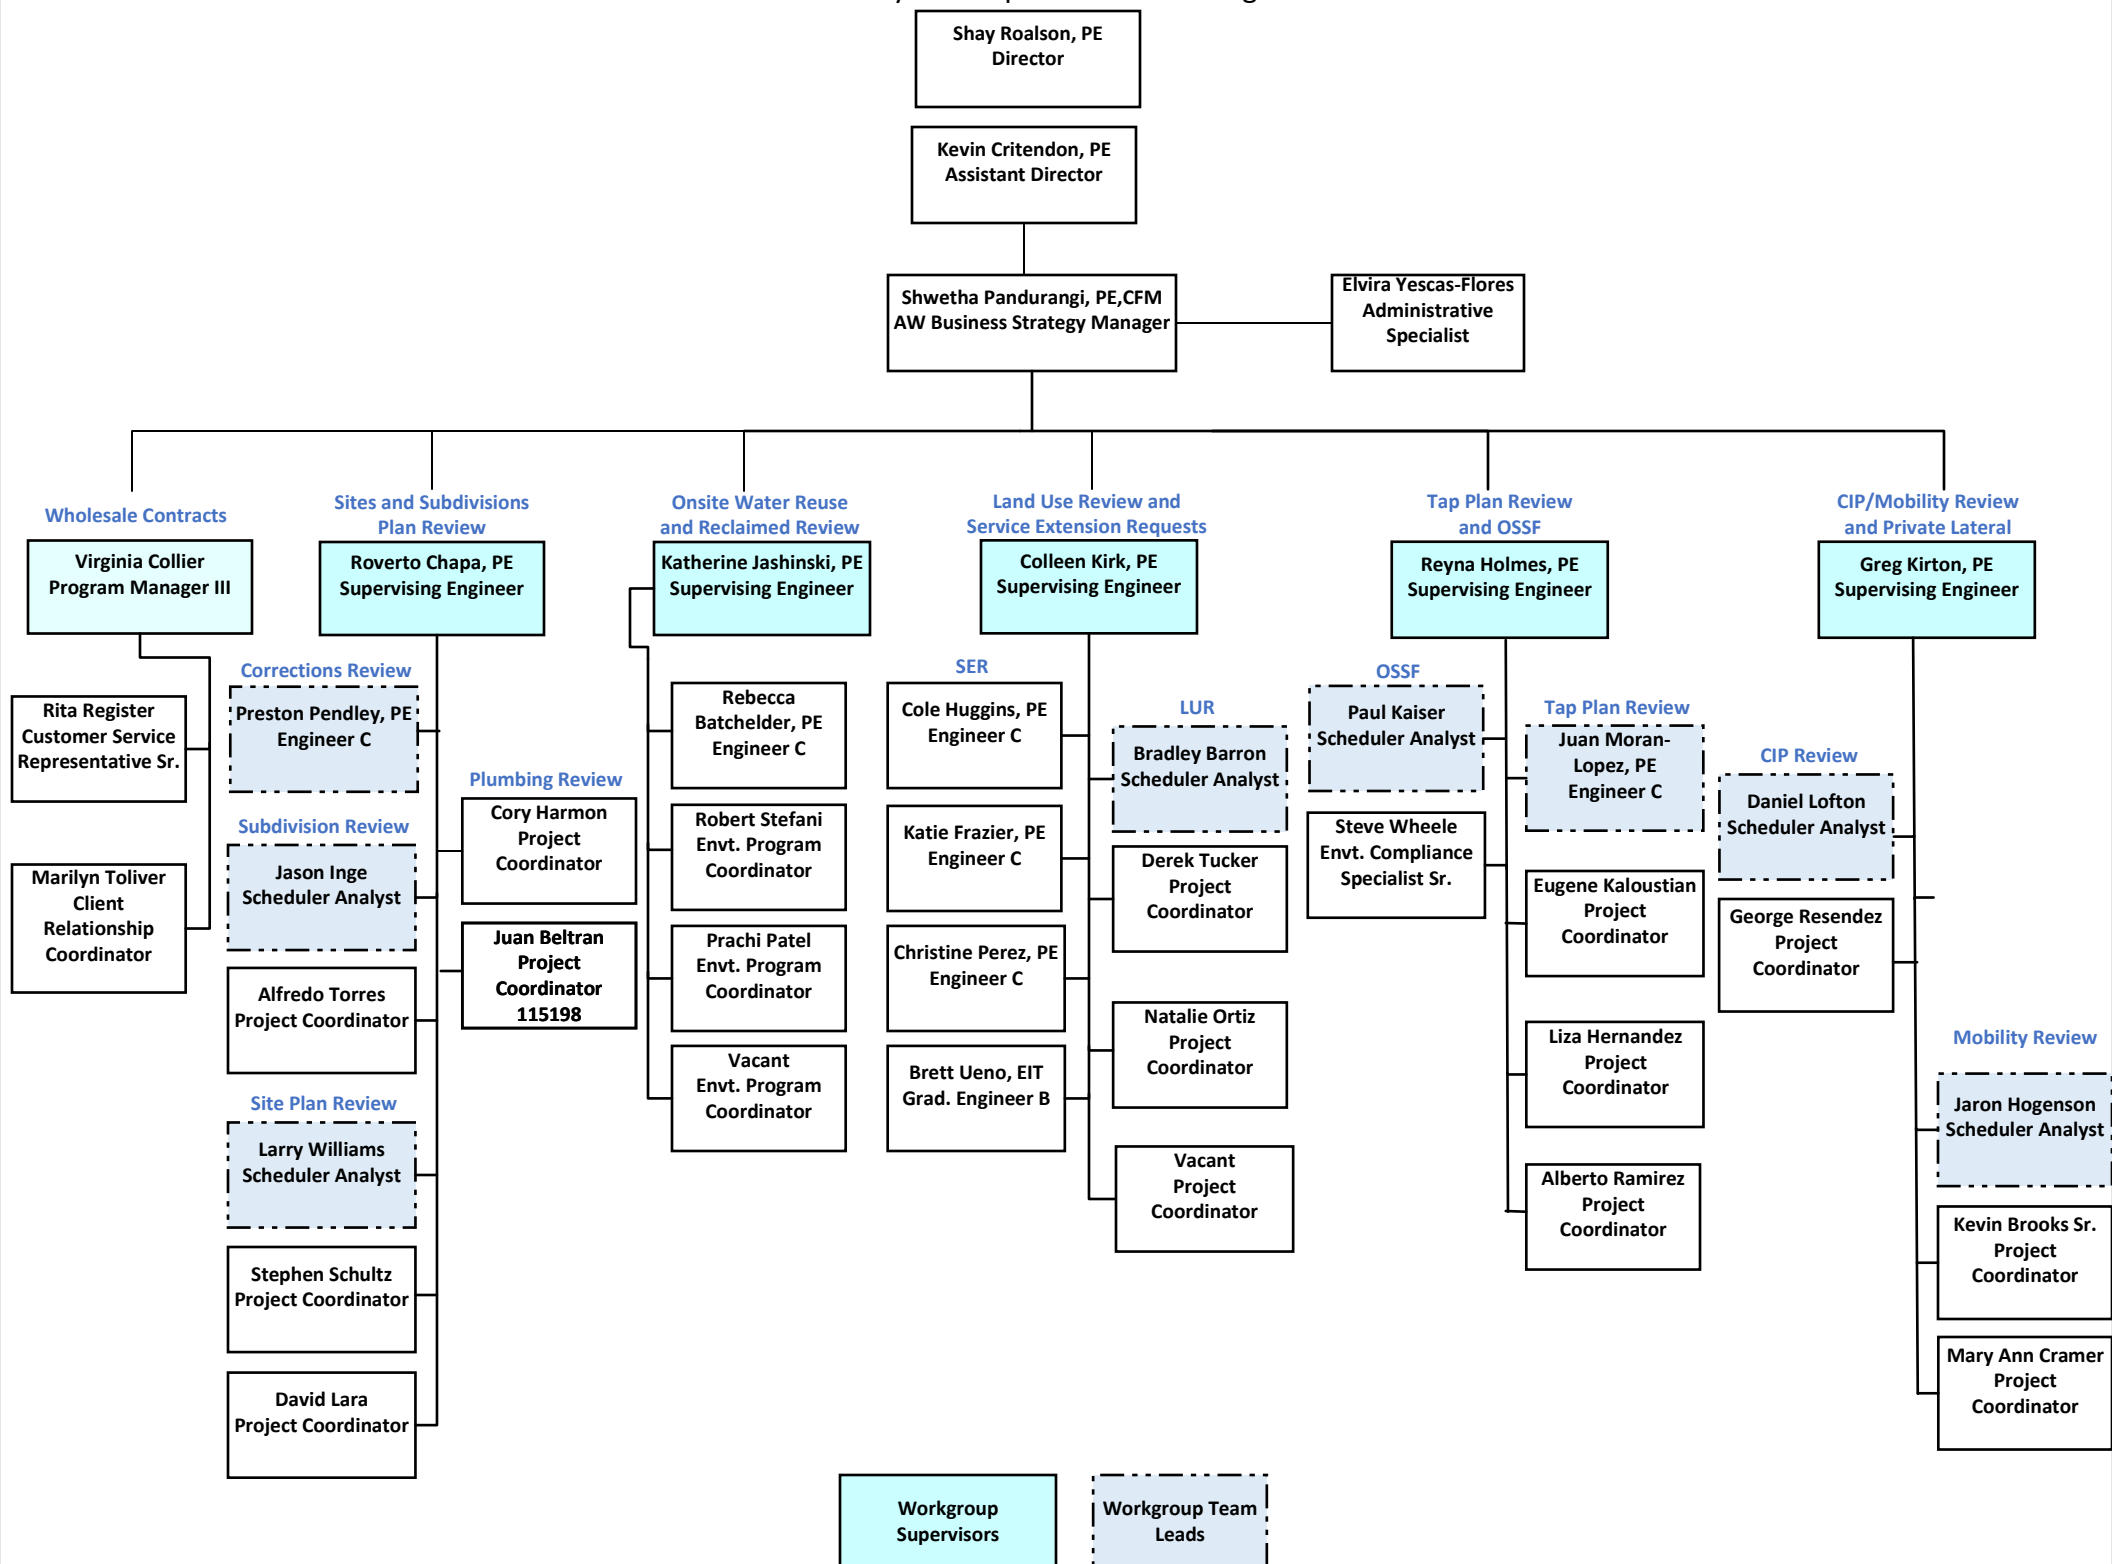 Shay Roalson, PE
Director
Kevin Critendon, PE
Assistant Director
Shwetha Pandurangi, PE,CFM
AW Business Strategy Manager
Elvira Yescas-Flores
Administrative
Specialist
Wholesale Contracts
Virginia Collier
Program Manager III
Rita Register
Customer Service
Representative Sr.
Marilyn Toliver
Client
Relationship
Coordinator
Sites and Subdivisions
Plan Review
Roverto Chapa, PE
Supervising Engineer
Corrections Review
Preston Pendley, PE
Engineer C
Subdivision Review
Jason Inge
Scheduler Analyst
Alfredo Torres
Project Coordinator
Site Plan Review
Larry Williams
Scheduler Analyst
Stephen Schultz
Project Coordinator
David Lara
Project Coordinator
Plumbing Review
Cory Harmon
Project
Coordinator
Juan Beltran
Project
Coordinator
115198
Onsite Water Reuse
and Reclaimed Review
Katherine Jashinski, PE
Supervising Engineer
Rebecca
Batchelder, PE
Engineer C
Robert Stefani
Envt. Program
Coordinator
Prachi Patel
Envt. Program
Coordinator
Vacant
Envt. Program
Coordinator
Land Use Review and
Service Extension Requests
Colleen Kirk, PE
Supervising Engineer
SER
Cole Huggins, PE
Engineer C
Katie Frazier, PE
Engineer C
Christine Perez, PE
Engineer C
Brett Ueno, EIT
Grad. Engineer B
LUR
Bradley Barron
Scheduler Analyst
Derek Tucker
Project
Coordinator
Natalie Ortiz
Project
Coordinator
Vacant
Project
Coordinator
Tap Plan Review
and OSSF
Reyna Holmes, PE
Supervising Engineer
OSSF
Paul Kaiser
Scheduler Analyst
Steve Wheele
Envt. Compliance
Specialist Sr.
Tap Plan Review
Juan Moran-
Lopez, PE
Engineer C
Eugene Kaloustian
Project
Coordinator
Liza Hernandez
Project
Coordinator
Alberto Ramirez
Project
Coordinator
CIP/Mobility Review
and Private Lateral
Greg Kirton, PE
Supervising Engineer
CIP Review
Daniel Lofton
Scheduler Analyst
George Resendez
Project
Coordinator
Mobility Review
Jaron Hogenson
Scheduler Analyst
Kevin Brooks Sr.
Project
Coordinator
Mary Ann Cramer
Project
Coordinator
Workgroup
Supervisors
Workgroup Team
Leads